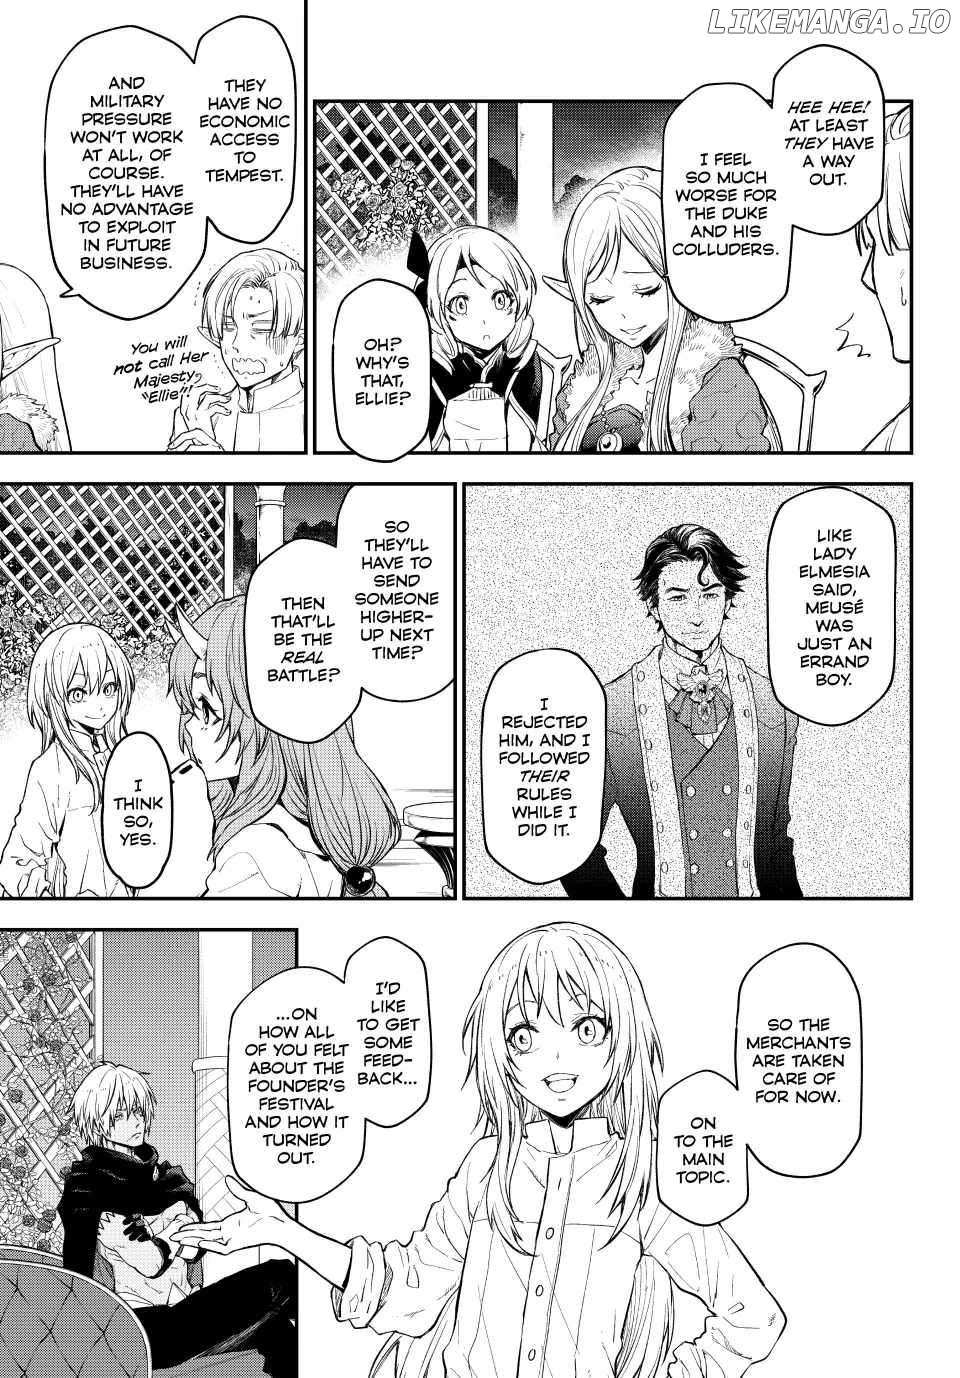 LIKEMANGA.IO
HEE HEE!
AT LEAST
THEY HAVE
A WAY
OUT.
I FEEL
SO MUCH
WORSE FOR
THE DUKE
AND HIS
COLLUDERS.
OH?
WHY'S
THAT,
ELLIE?
THEY
HAVE NO
ECONOMIC
ACCESS
TO
TEMPEST.
AND
MILITARY
PRESSURE
WON'T WORK
AT ALL, OF
COURSE.
THEY'LL HAVE
NO ADVANTAGE
TO EXPLOIT
IN FUTURE
BUSINESS.
You will
not call Her
Majesty
"Ellie"!
LIKE
LADY
ELMESIA
SAID,
MEUSÉ
WAS
JUST AN
ERRAND
BOY.
I
REJECTED
HIM, AND I
FOLLOWED
THEIR
RULES
WHILE I
DID IT.
SO
THEY'LL
HAVE TO
SEND
SOMEONE
HIGHER-
UP NEXT
TIME?
THEN
THAT'LL
BE THE
REAL
BATTLE?
I
THINK
SO,
YES.
SO THE
MERCHANTS
ARE TAKEN
CARE OF
FOR NOW.
ON
TO THE
MAIN
TOPIC.
I'D
LIKE
TO GET
SOME
FEED-
BACK...
...ON
HOW ALL
OF YOU FELT
ABOUT THE
FOUNDER'S
FESTIVAL
AND HOW IT
TURNED
OUT.